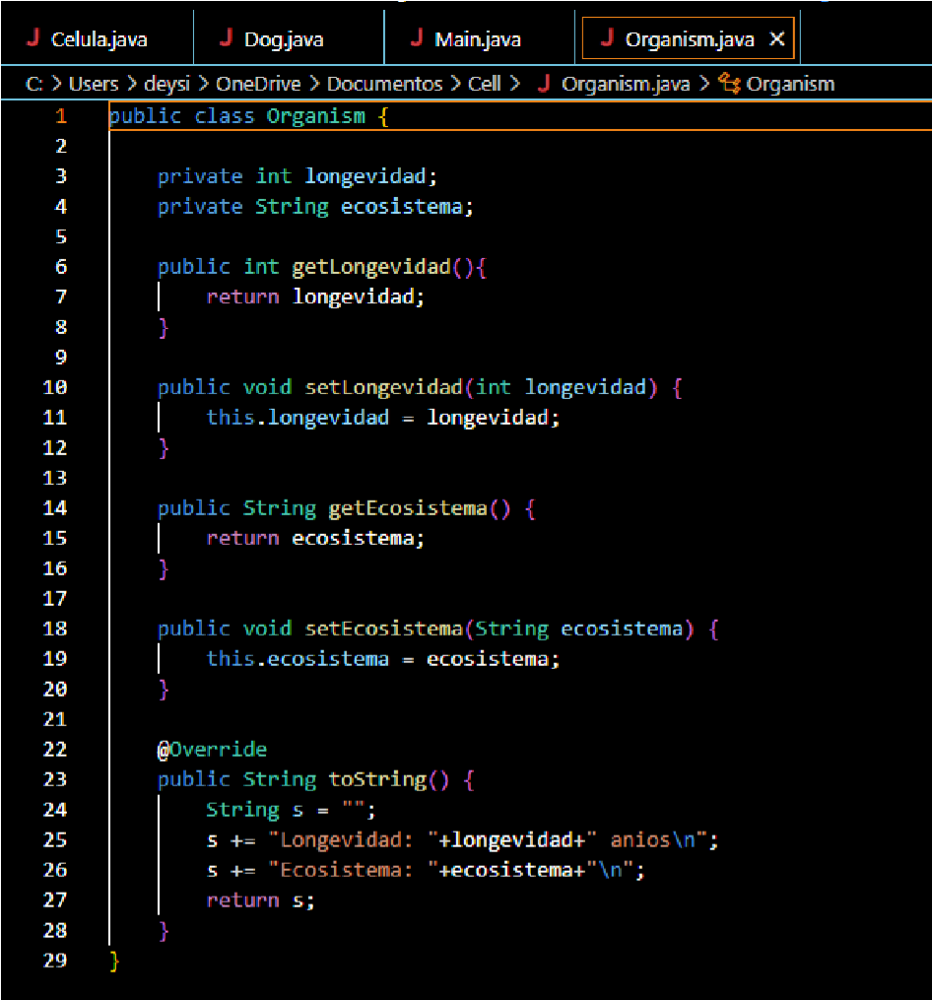 Celula.java Dog.java Main.java Organism.java ×
C: > Users > deysi > OneDrive > Documentos > Cell > Organism.java > Organism
1 public class Organism {
2
3     private int longevidad;
4     private String ecosistema;
5
6     public int getLongevidad(){
7         return longevidad;
8     }
9
10     public void setLongevidad(int longevidad) {
11         this.longevidad = longevidad;
12     }
13
14     public String getEcosistema() {
15         return ecosistema;
16     }
17
18     public void setEcosistema(String ecosistema) {
19         this.ecosistema = ecosistema;
20     }
21
22     @Override
23     public String toString() {
24         String s = "";
25         s += "Longevidad: "+longevidad+" anios\n";
26         s += "Ecosistema: "+ecosistema+"\n";
27         return s;
28     }
29 }